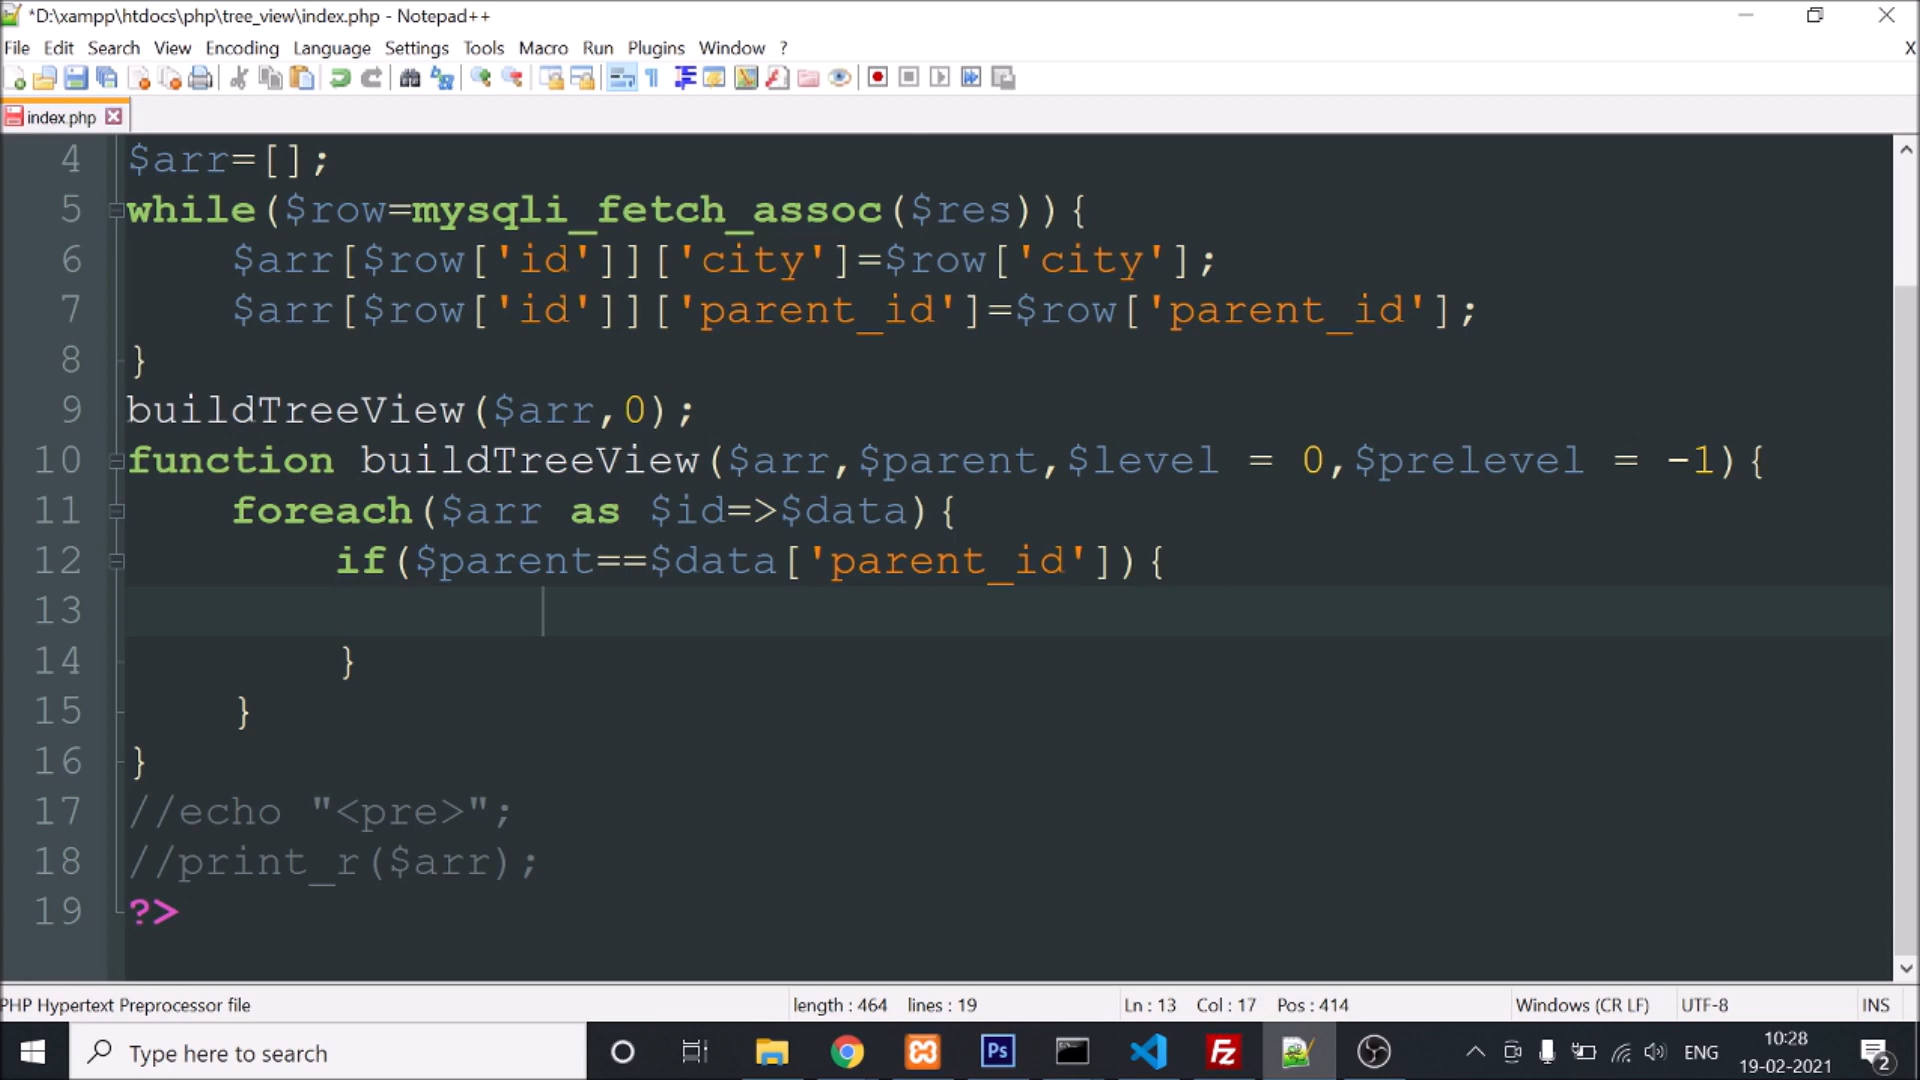 *D:\xampp\htdocs\php\tree_view\index.php - Notepad++
File Edit Search View Encoding Language Settings Tools Macro Run Plugins Window ? X
index.php
4 $arr=[];
5 while($row=mysqli_fetch_assoc($res)){
6 $arr[$row['id']]['city']=$row['city'];
7 $arr[$row['id']]['parent_id']=$row['parent_id'];
8 }
9 buildTreeView($arr,0);
10 function buildTreeView($arr,$parent,$level = 0,$prelevel = -1){
11 foreach($arr as $id=>$data){
12 if($parent==$data['parent_id']){
13
14 }
15 }
16 }
17 //echo "<pre>";
18 //print_r($arr);
19 ?>
PHP Hypertext Preprocessor file length : 464 lines : 19 Ln : 13 Col : 17 Pos : 414 Windows (CR LF) UTF-8 INS
Type here to search Ps Fz ENG 10:28
19-02-2021 2